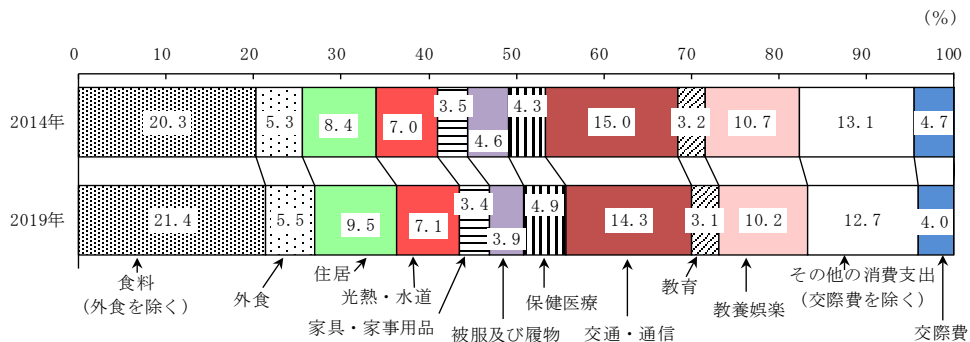 (%)
0 10 20 30 40 50 60 70 80 90 100
2014年 20.3 5.3 8.4 7.0 3.5 4.6 4.3 15.0 3.2 10.7 13.1 4.7
2019年 21.4 5.5 9.5 7.1 3.4 3.9 4.9 14.3 3.1 10.2 12.7 4.0
食料
(外食を除く)
外食
住居
光熱・水道
家具・家事用品
被服及び履物
保健医療
交通・通信
教育
教養娯楽
その他の消費支出
(交際費を除く)
交際費